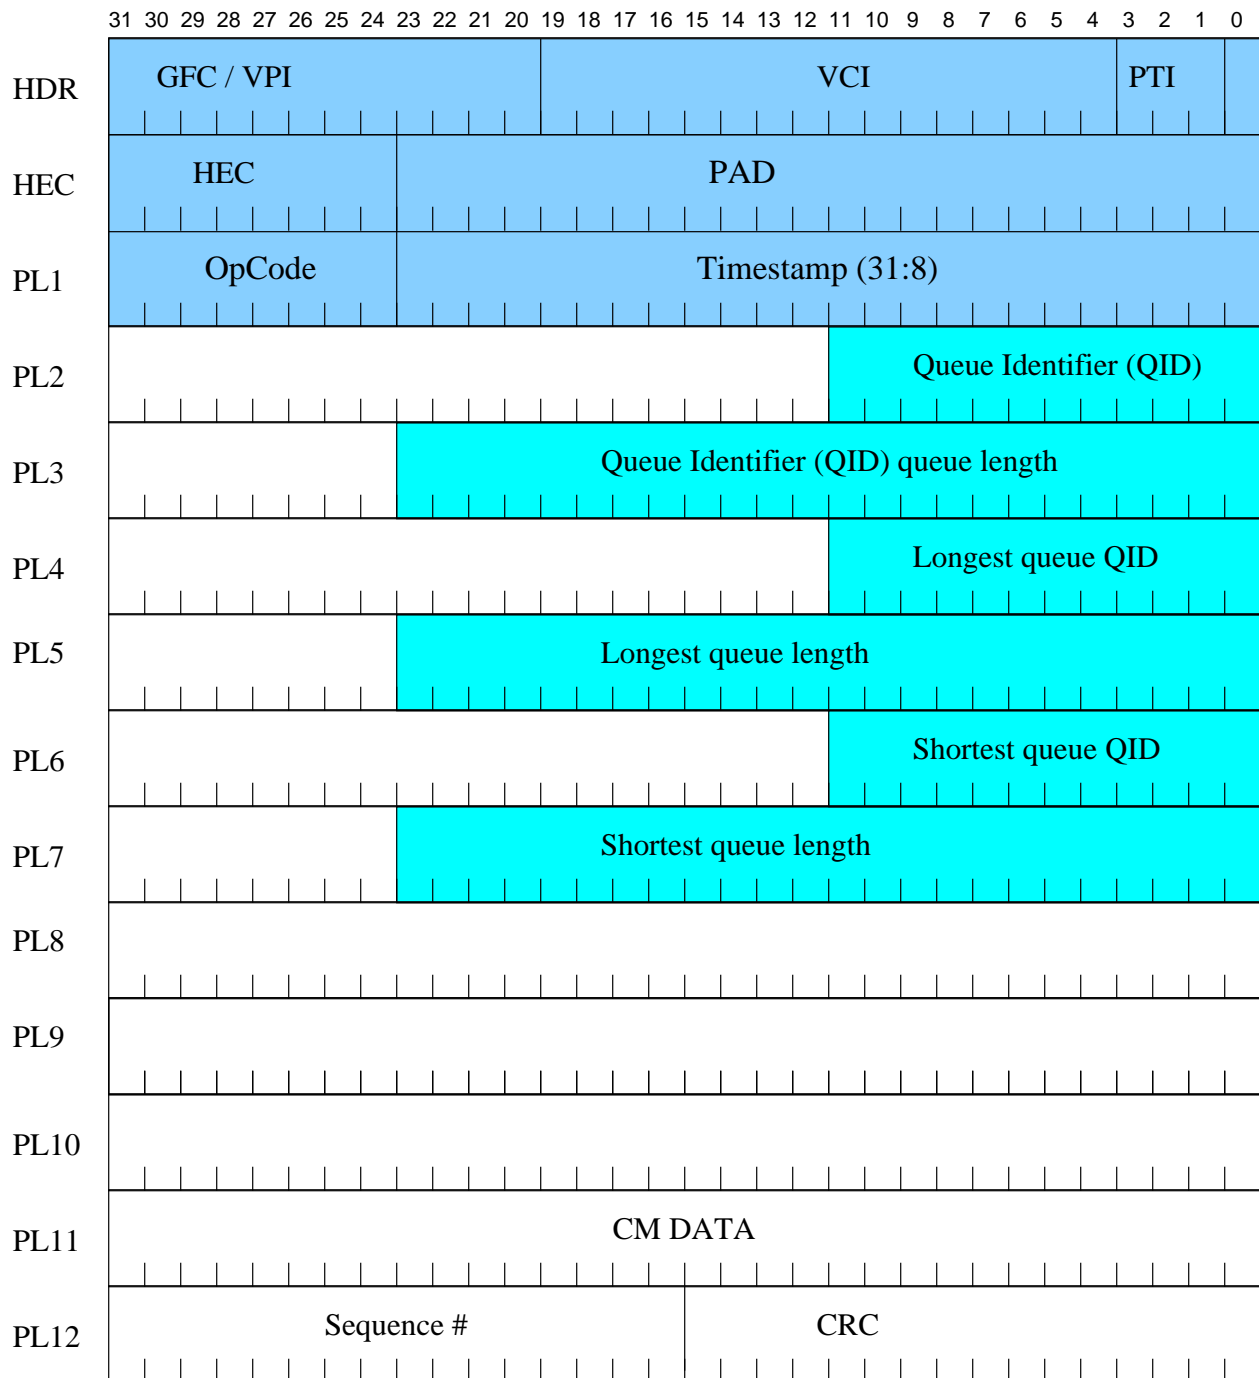 31 30 29 28 27 26 25 24 23 22 21 20 19 18 17 16 15 14 13 12 11 10 9 8 7 6 5 4 3 2 1 0
HDR GFC / VPI VCI PTI
HEC HEC PAD
PL1 OpCode Timestamp (31:8)
PL2 Queue Identifier (QID)
PL3 Queue Identifier (QID) queue length
PL4 Longest queue QID
PL5 Longest queue length
PL6 Shortest queue QID
PL7 Shortest queue length
PL8
PL9
PL10
PL11 CM DATA
PL12 Sequence # CRC